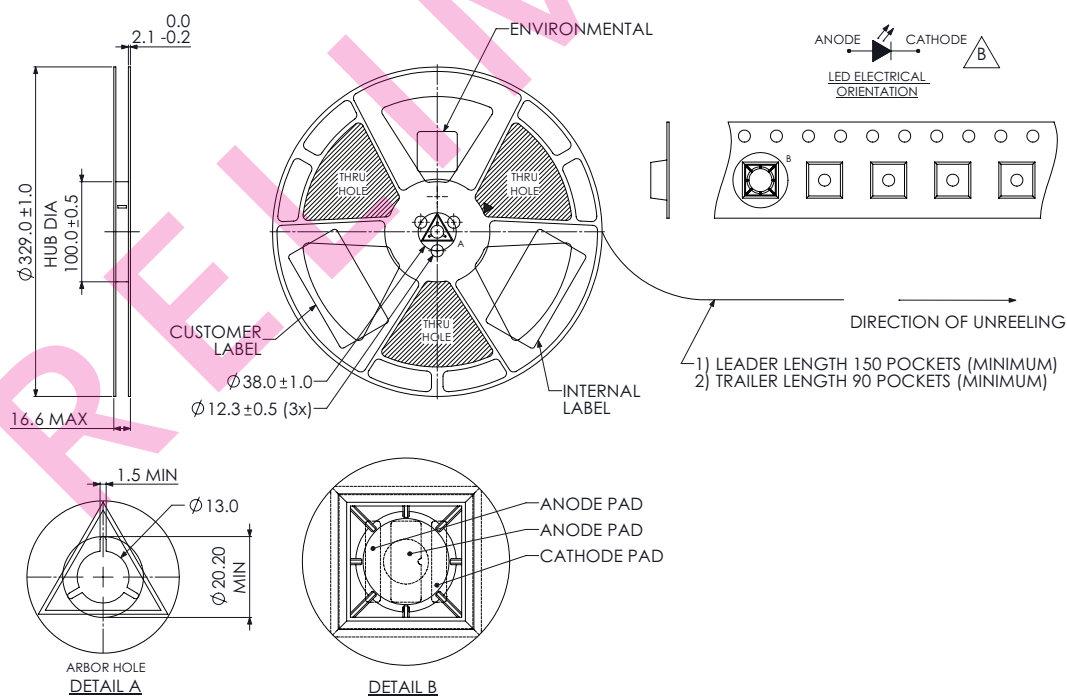 0.0
2.1 -0.2
ENVIRONMENTAL
ANODE
CATHODE
B
LED ELECTRICAL
ORIENTATION
THRU
HOLE
THRU
HOLE
B
A
Ø329.0±1.0
HUB DIA
100.0±0.5
THRU
HOLE
CUSTOMER
LABEL
Ø38.0±1.0
Ø12.3±0.5 (3x)
INTERNAL
LABEL
DIRECTION OF UNREELING
1) LEADER LENGTH 150 POCKETS (MINIMUM)
2) TRAILER LENGTH 90 POCKETS (MINIMUM)
16.6 MAX
1.5 MIN
Ø13.0
Ø20.20
MIN
ARBOR HOLE
DETAIL A
ANODE PAD
ANODE PAD
CATHODE PAD
DETAIL B
RELIM